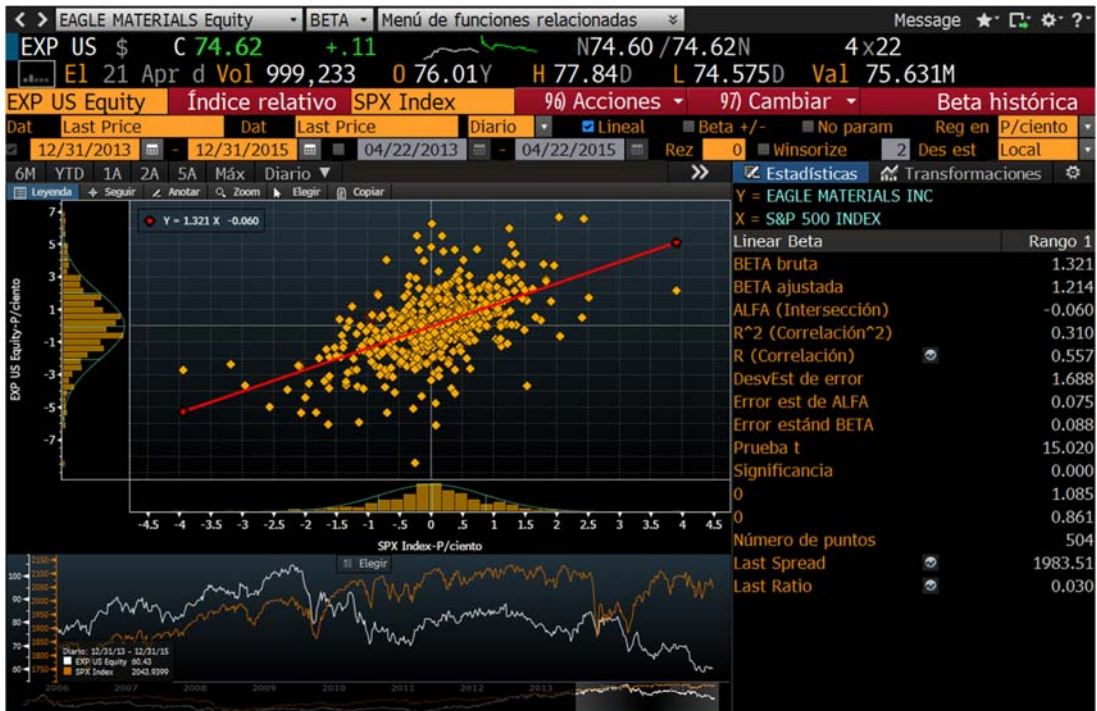 < > EAGLE MATERIALS Equity BETA Menú de funciones relacionadas Message
EXP US $ C 74.62 +.11 N74.60 /74.62N 4x22
El 21 Apr d Vol 999,233 O 76.01Y H 77.84D L 74.575D Val 75.631M
EXP US Equity Índice relativo SPX Index 96) Acciones 97) Cambiar Beta histórica
Dat Last Price Dat Last Price Diario Lineal Beta +/- No param Reg en P/ciento
12/31/2013 - 12/31/2015 04/22/2013 - 04/22/2015 Rez 0 Winsorize 2 Des est Local
6M YTD 1A 2A 5A Máx Diario ▼ » Estadísticas Transformaciones
Leyenda Seguir Anotar Zoom Elegir Copiar
Y = EAGLE MATERIALS INC
X = S&P 500 INDEX
Linear Beta Rango 1
BETA bruta 1.321
BETA ajustada 1.214
ALFA (Intersección) -0.060
R^2 (Correlación^2) 0.310
R (Correlación) 0.557
DesvEst de error 1.688
Error est de ALFA 0.075
Error estánd BETA 0.088
Prueba t 15.020
Significancia 0.000
0 1.085
0 0.861
Número de puntos 504
Last Spread 1983.51
Last Ratio 0.030
Y = 1.321 X -0.060
EXP US Equity-P/ciento
7
5
3
1
-1
-3
-5
-7
-4.5 -4 -3.5 -3 -2.5 -2 -1.5 -1 -.5 0 .5 1 1.5 2 2.5 3 3.5 4 4.5
SPX Index-P/ciento
Elegir
100
90
80
70
60
2150
2100
2050
2000
1950
1900
1850
1800
1750
Diario: 12/31/13 - 12/31/15
EXP US Equity 60.43
SPX Index 2043.9399
2006 2007 2008 2009 2010 2011 2012 2013